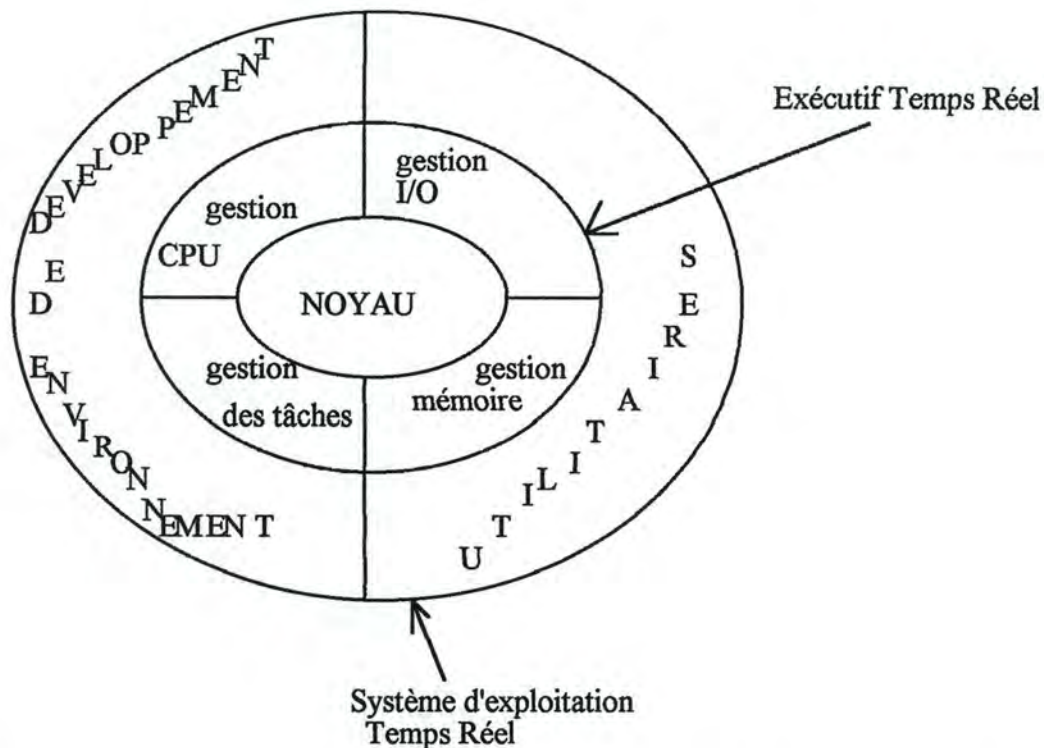 ENVIRONNEMENT DE DEVELOPPEMENT
Exécutif Temps Réel
gestion
I/O
gestion
CPU
NOYAU
gestion
des tâches
gestion
mémoire
UTILITAIRES
Système d'exploitation
Temps Réel